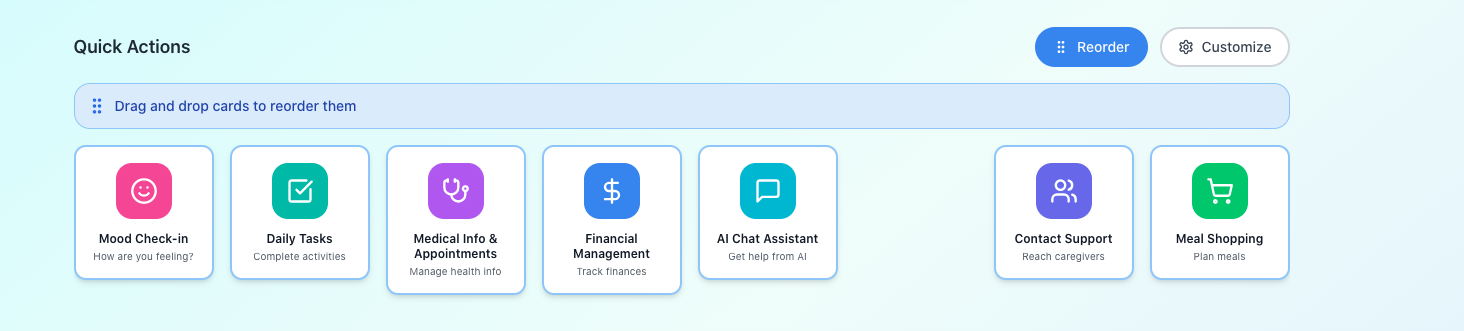 Quick Actions
Reorder
Customize
Drag and drop cards to reorder them
Mood Check-in
How are you feeling?
Daily Tasks
Complete activities
Medical Info &
Appointments
Manage health info
Financial
Management
Track finances
AI Chat Assistant
Get help from AI
Contact Support
Reach caregivers
Meal Shopping
Plan meals